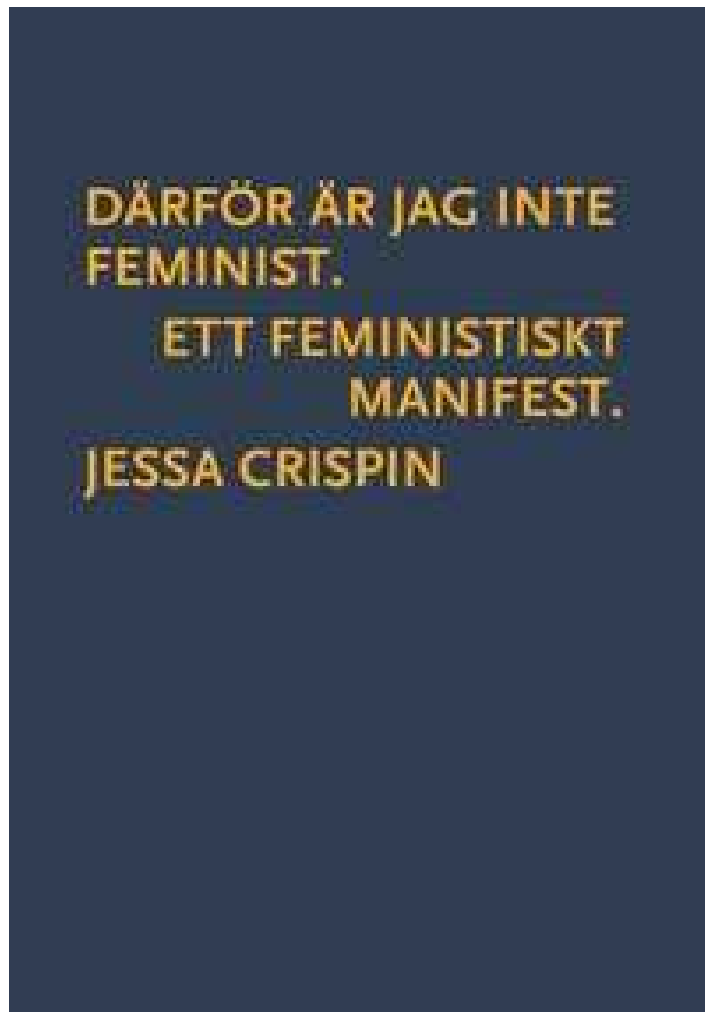 DÄRFÖR ÄR JAG INTE
FEMINIST.
ETT FEMINISTISKT
MANIFEST.
JESSA CRISPIN